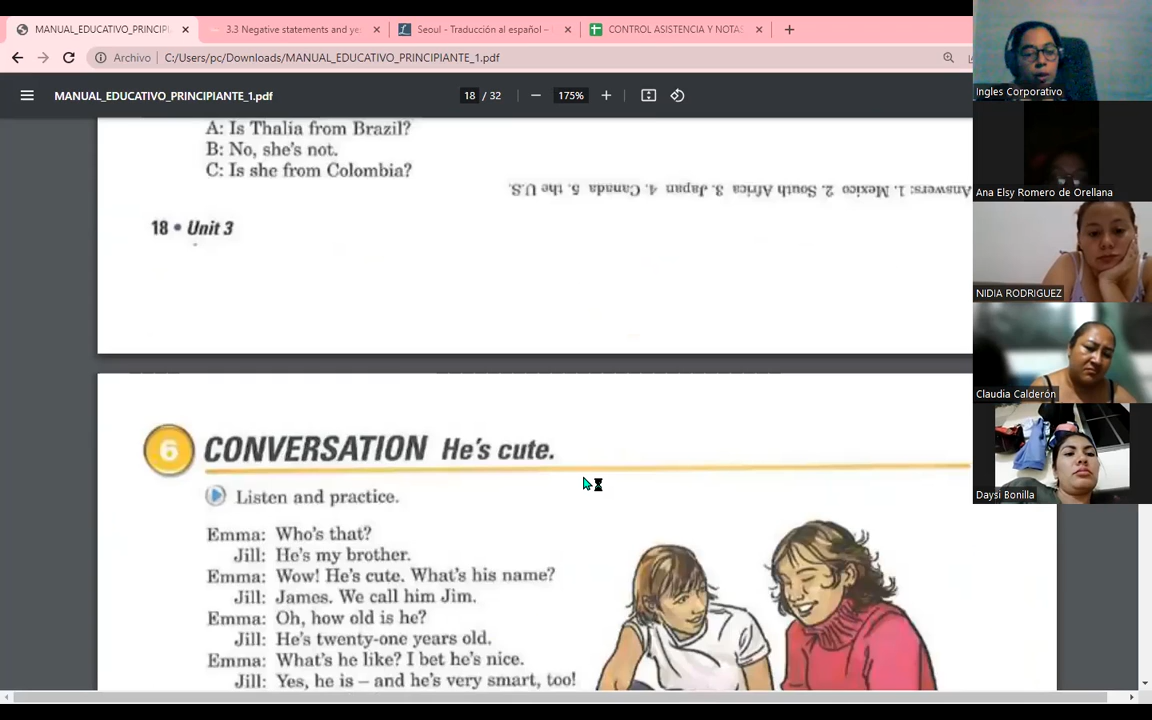 MANUAL_EDUCATIVO_PRINCIPI
3.3 Negative statements and ye
Seoul - Traducción al español –
CONTROL ASISTENCIA Y NOTAS
Archivo
C:/Users/pc/Downloads/MANUAL_EDUCATIVO_PRINCIPIANTE_1.pdf
MANUAL_EDUCATIVO_PRINCIPIANTE_1.pdf
18 / 32
175%
A: Is Thalia from Brazil?
B: No, she's not.
C: Is she from Colombia?
Answers: 1. Mexico 2. South Africa 3. Japan 4. Canada 5. the U.S.
18 • Unit 3
6 CONVERSATION He's cute.
Listen and practice.
Emma: Who's that?
Jill: He's my brother.
Emma: Wow! He's cute. What's his name?
Jill: James. We call him Jim.
Emma: Oh, how old is he?
Jill: He's twenty-one years old.
Emma: What's he like? I bet he's nice.
Jill: Yes, he is – and he's very smart, too!
Ingles Corporativo
Ana Elsy Romero de Orellana
NIDIA RODRIGUEZ
Claudia Calderón
Daysi Bonilla